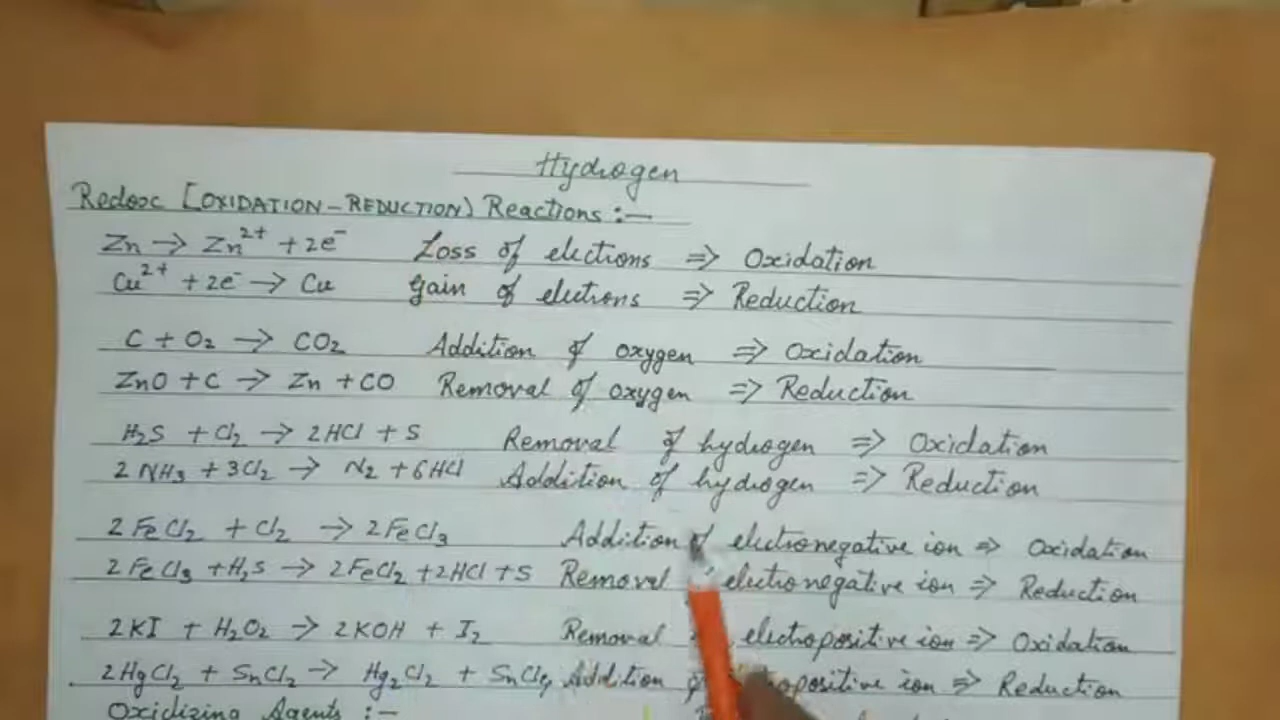 Hydrogen
Redox [OXIDATION-REDUCTION) Reactions :-
Zn → Zn²⁺ + 2e⁻ Loss of electrons ⇒ Oxidation
Cu²⁺ + 2e⁻ → Cu Gain of electrons ⇒ Reduction
C + O₂ → CO₂ Addition of oxygen ⇒ Oxidation
ZnO + C → Zn + CO Removal of oxygen ⇒ Reduction
H₂S + Cl₂ → 2HCl + S Removal of hydrogen ⇒ Oxidation
2NH₃ + 3Cl₂ → N₂ + 6HCl Addition of hydrogen ⇒ Reduction
2FeCl₂ + Cl₂ → 2FeCl₃ Addition of electronegative ion ⇒ Oxidation
2FeCl₃ + H₂S → 2FeCl₂ + 2HCl + S Removal electronegative ion ⇒ Reduction
2KI + H₂O₂ → 2KOH + I₂ Removal electropositive ion ⇒ Oxidation
2HgCl₂ + SnCl₂ → Hg₂Cl₂ + SnCl₄ Addition ion ⇒ Reduction
Oxidizing Agents :-